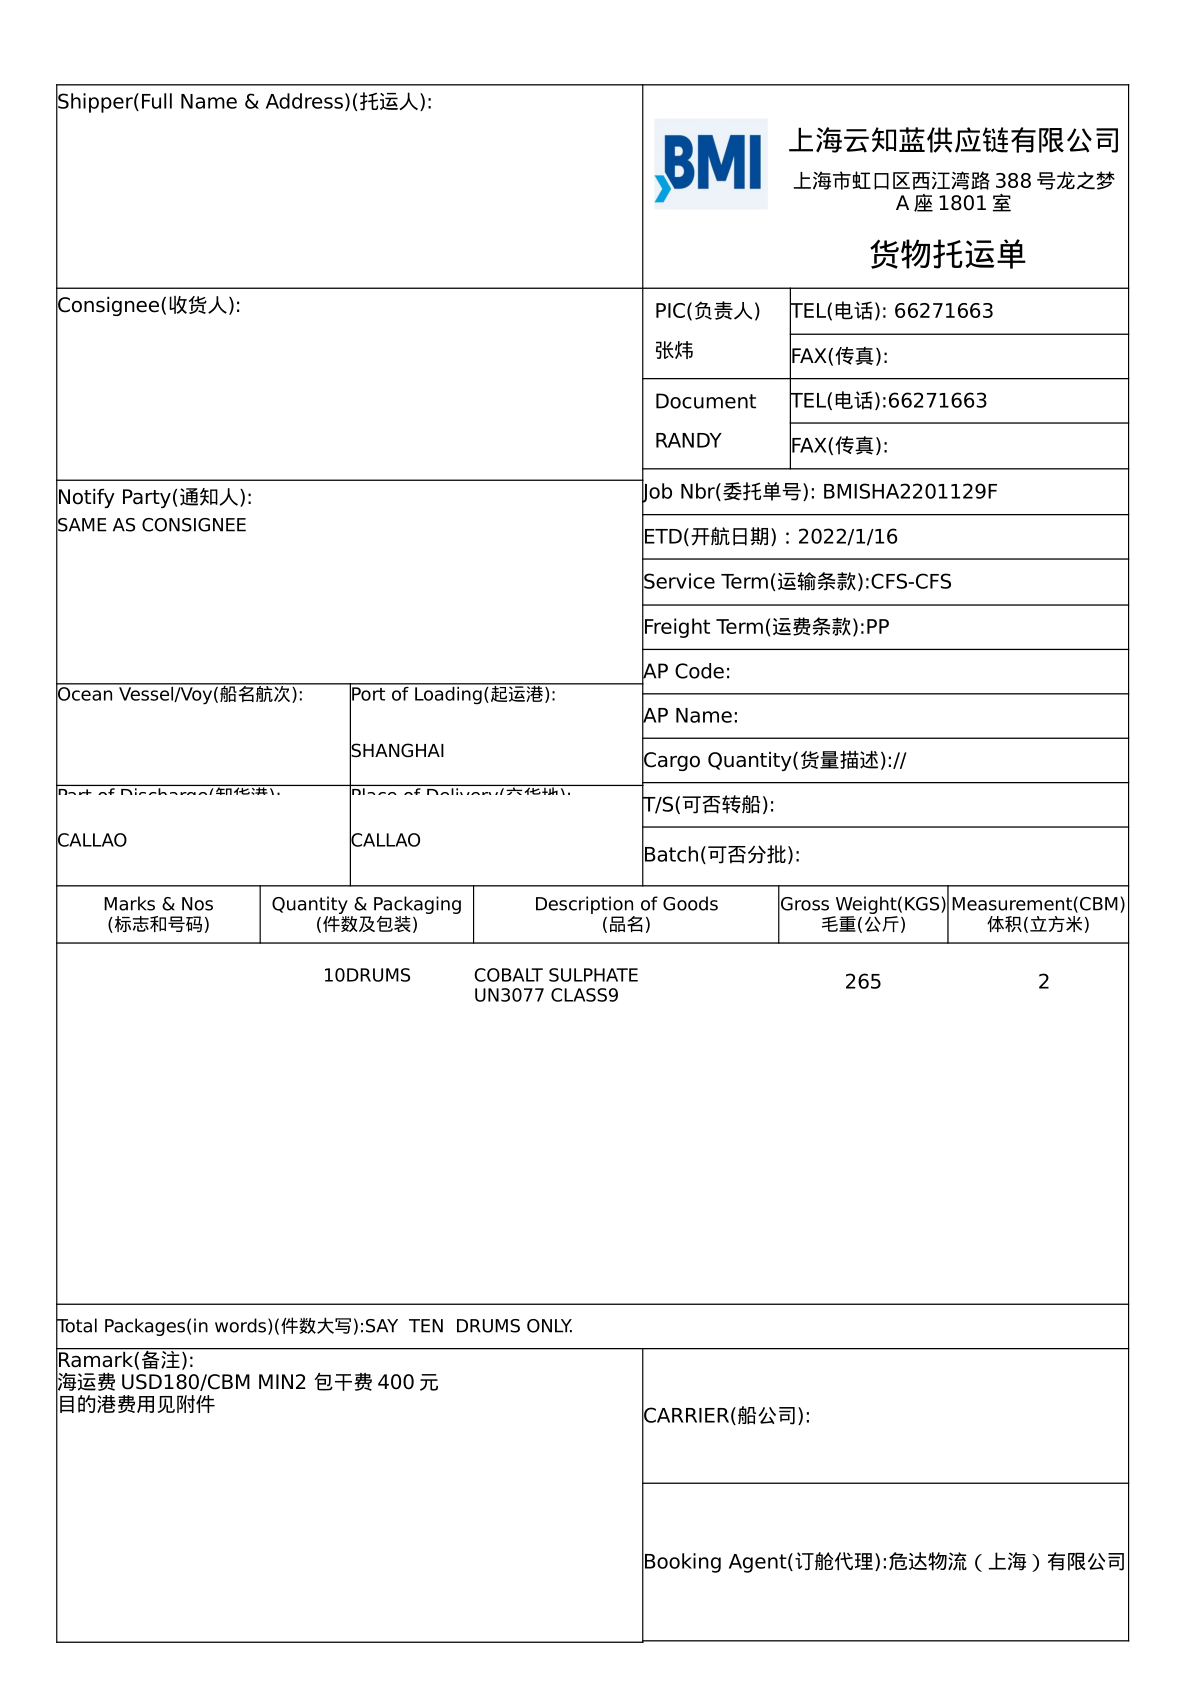 Shipper(Full Name & Address)(托运人):
BMI
上海云知蓝供应链有限公司
上海市虹口区西江湾路 388 号龙之梦
A 座 1801 室
货物托运单
Consignee(收货人):
PIC(负责人)
张炜
TEL(电话): 66271663
FAX(传真):
Document
RANDY
TEL(电话):66271663
FAX(传真):
Notify Party(通知人):
SAME AS CONSIGNEE
Job Nbr(委托单号): BMISHA2201129F
ETD(开航日期)：2022/1/16
Service Term(运输条款):CFS-CFS
Freight Term(运费条款):PP
AP Code:
AP Name:
Cargo Quantity(货量描述)://
T/S(可否转船):
Batch(可否分批):
Ocean Vessel/Voy(船名航次):
Port of Loading(起运港):
SHANGHAI
Part of Discharge(卸货港):
Place of Delivery(交货地):
CALLAO
CALLAO
Marks & Nos
(标志和号码)
Quantity & Packaging
(件数及包装)
Description of Goods
(品名)
Gross Weight(KGS)
毛重(公斤)
Measurement(CBM)
体积(立方米)
10DRUMS
COBALT SULPHATE
UN3077 CLASS9
265
2
Total Packages(in words)(件数大写):SAY  TEN  DRUMS ONLY.
Ramark(备注):
海运费 USD180/CBM MIN2 包干费 400 元
目的港费用见附件
CARRIER(船公司):
Booking Agent(订舱代理):危达物流（上海）有限公司